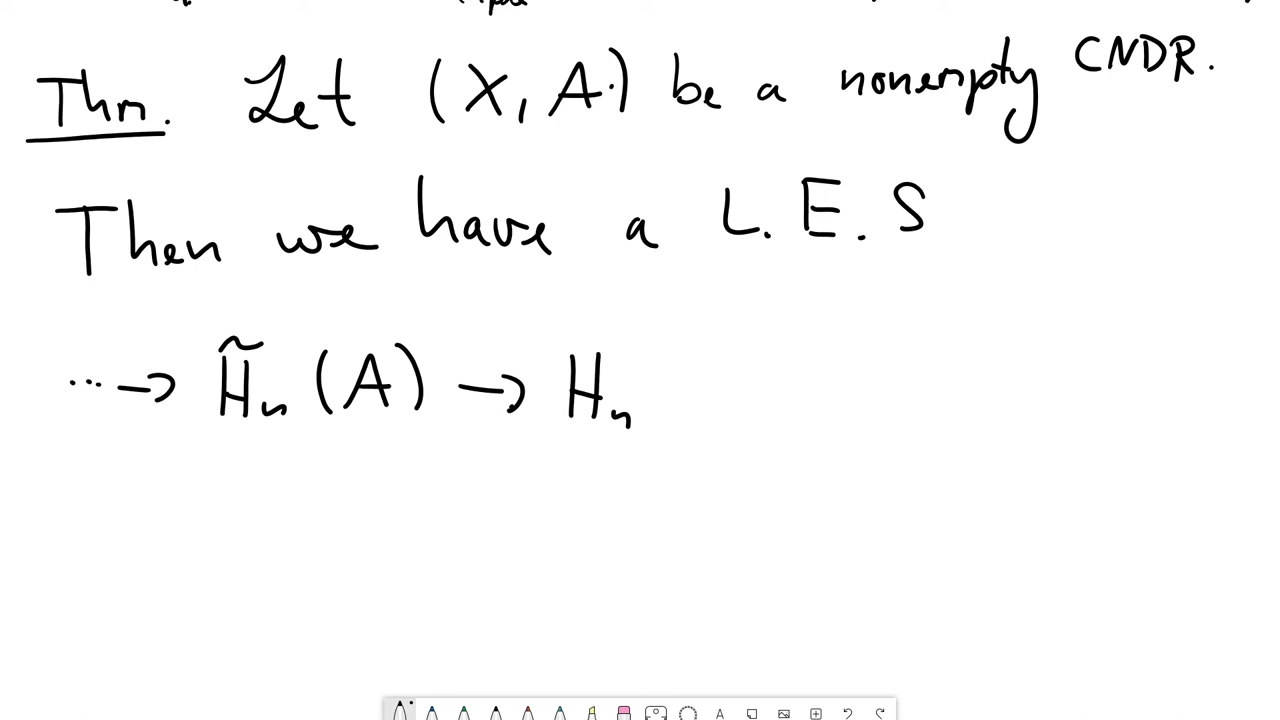 Thm. Let (X, A) be a nonempty CNDR.
Then we have a L.E.S
⋯ → H̃ₙ (A) → Hₙ